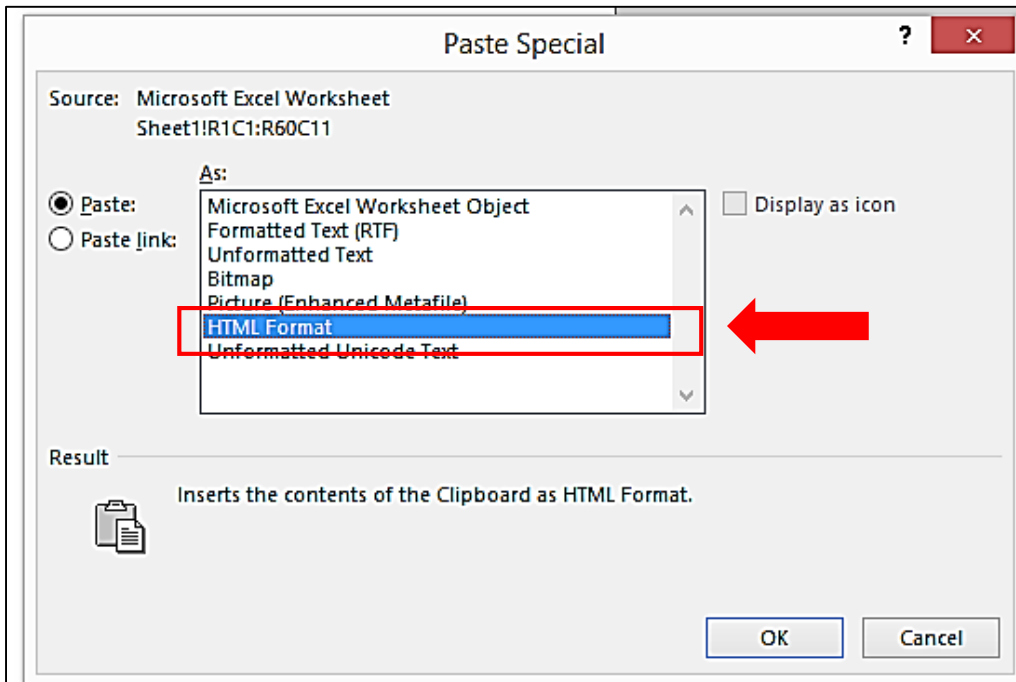 Paste Special
?
Source: Microsoft Excel Worksheet
Sheet1!R1C1:R60C11
As:
Paste:
Paste link:
Microsoft Excel Worksheet Object
Formatted Text (RTF)
Unformatted Text
Bitmap
Picture (Enhanced Metafile)
HTML Format
Unformatted Unicode Text
Display as icon
Result
Inserts the contents of the Clipboard as HTML Format.
OK
Cancel